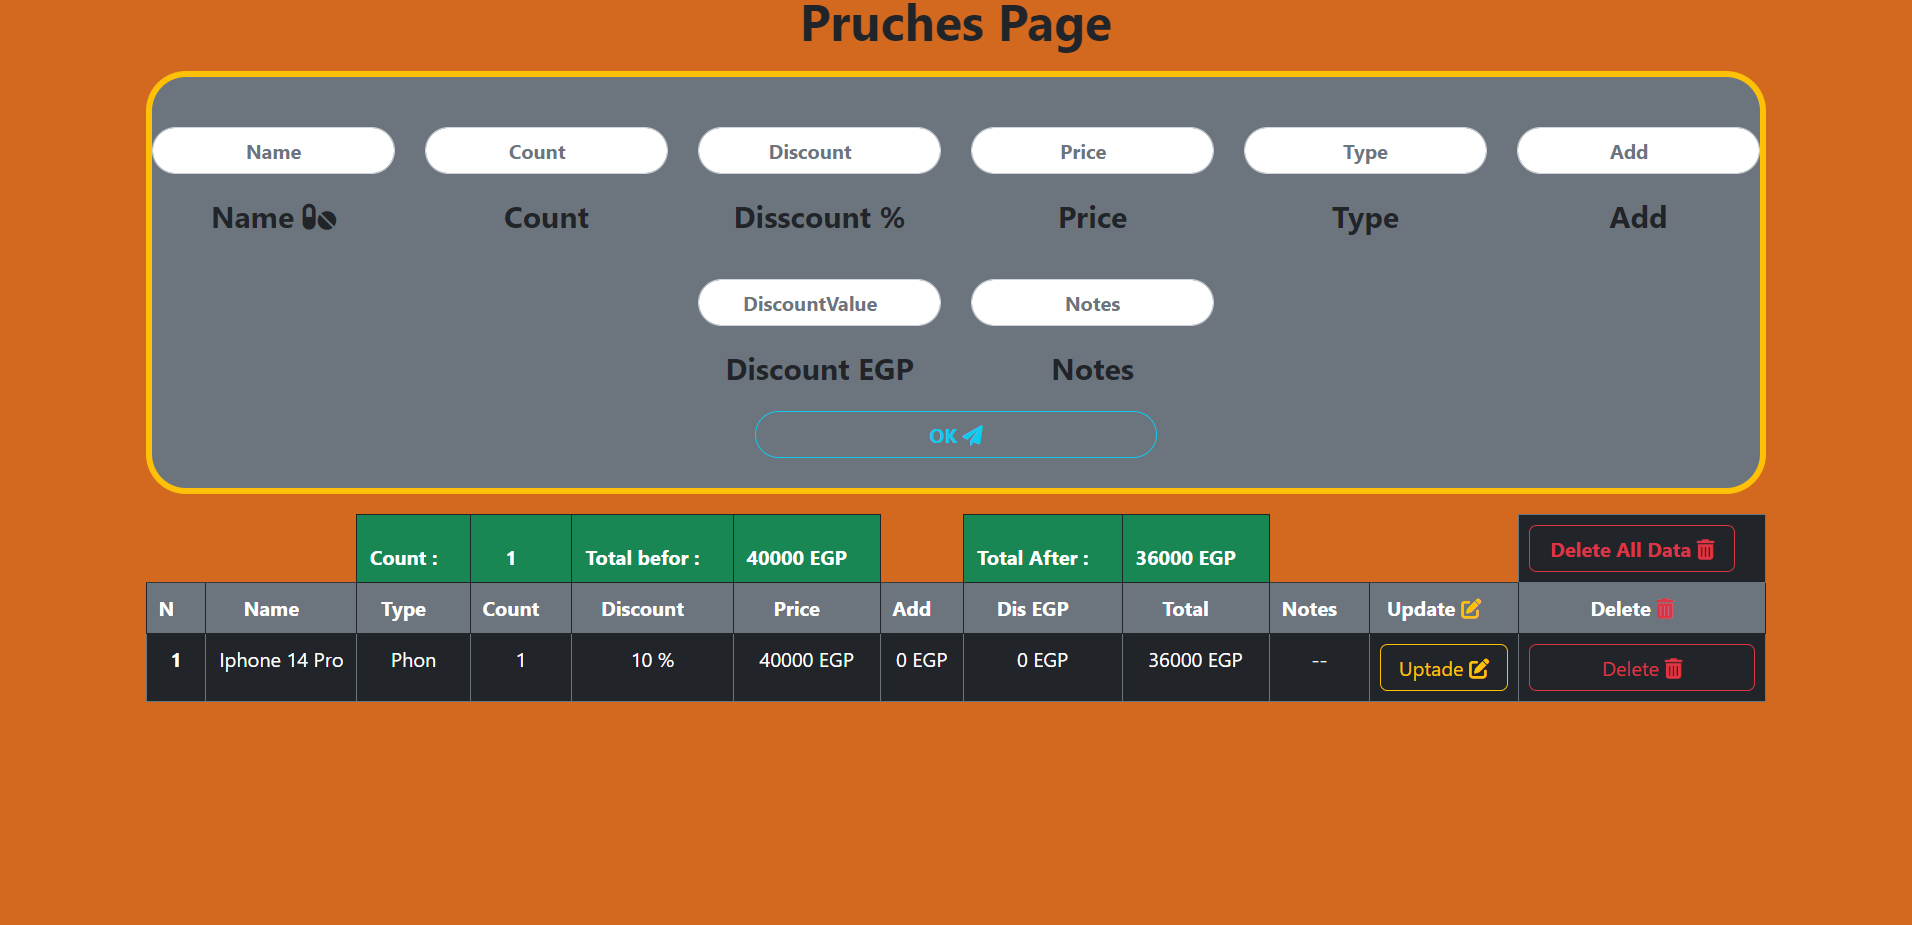 Pruches Page
Name Count Discount Price Type Add
Name Count Disscount % Price Type Add
DiscountValue Notes
Discount EGP Notes
OK
Count : 1 Total befor : 40000 EGP Total After : 36000 EGP Delete All Data
N Name Type Count Discount Price Add Dis EGP Total Notes Update Delete
1 Iphone 14 Pro Phon 1 10 % 40000 EGP 0 EGP 0 EGP 36000 EGP -- Uptade Delete